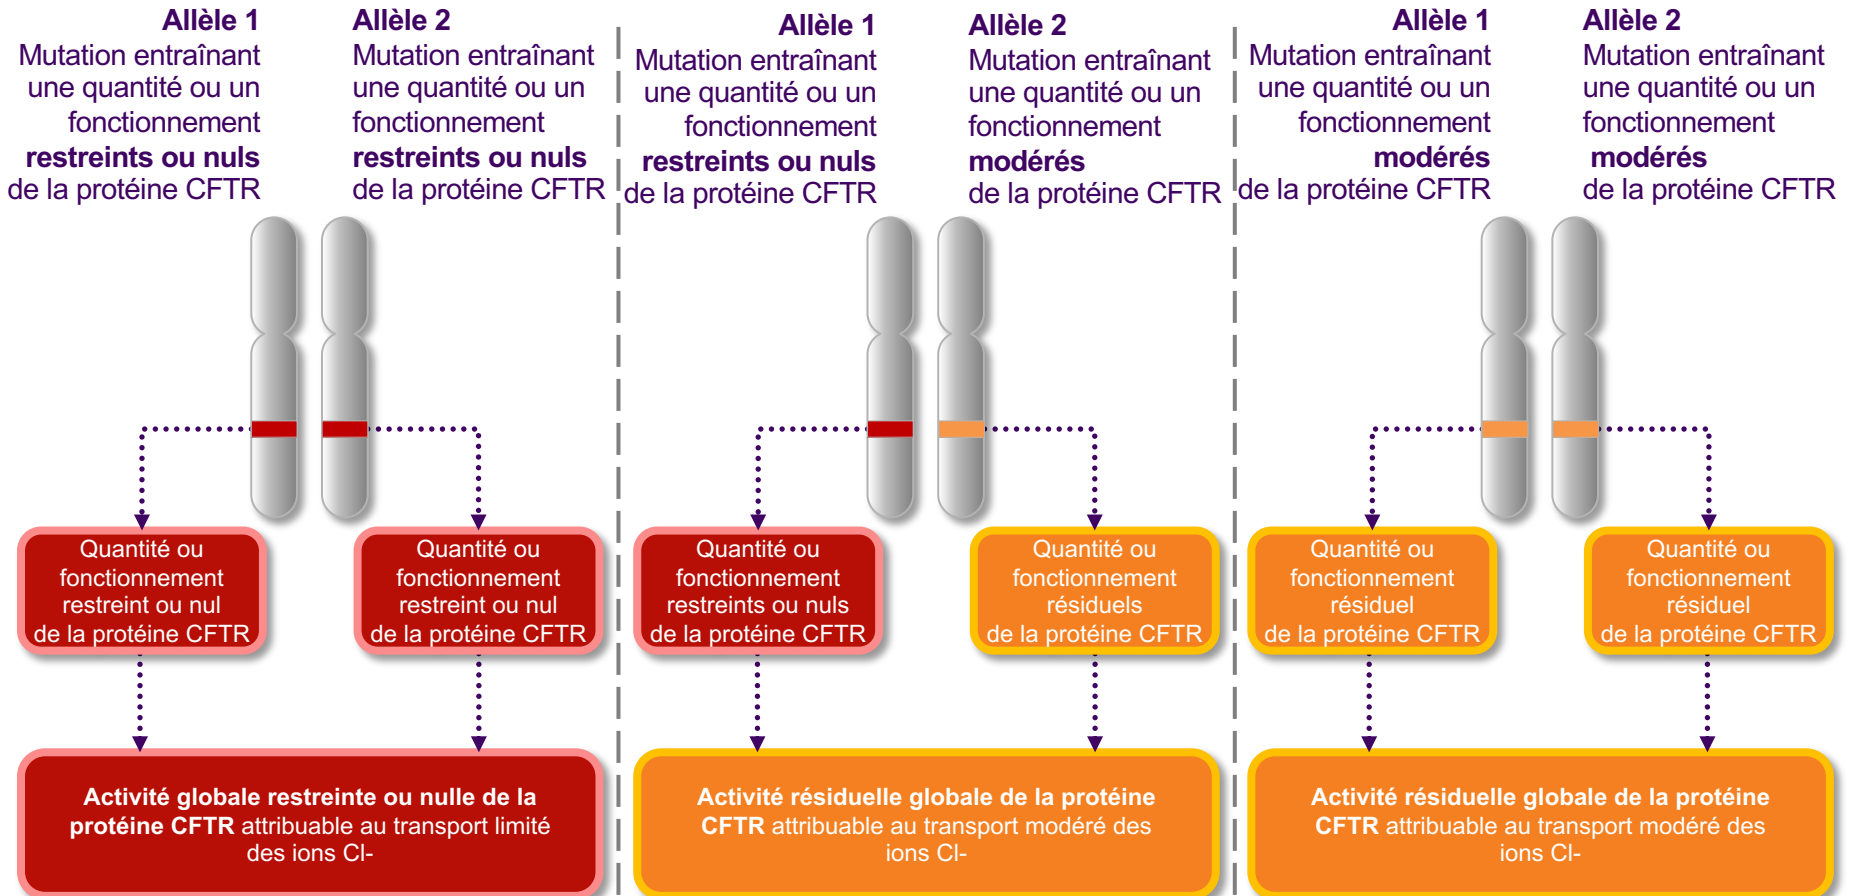 Allèle 1
Mutation entraînant
une quantité ou un
fonctionnement
restreints ou nuls
de la protéine CFTR
Allèle 2
Mutation entraînant
une quantité ou un
fonctionnement
restreints ou nuls
de la protéine CFTR
Quantité ou
fonctionnement
restreint ou nul
de la protéine CFTR
Quantité ou
fonctionnement
restreint ou nul
de la protéine CFTR
Activité globale restreinte ou nulle de la
protéine CFTR attribuable au transport limité
des ions Cl-
Allèle 1
Mutation entraînant
une quantité ou un
fonctionnement
restreints ou nuls
de la protéine CFTR
Allèle 2
Mutation entraînant
une quantité ou un
fonctionnement
modérés
de la protéine CFTR
Quantité ou
fonctionnement
restreints ou nuls
de la protéine CFTR
Quantité ou
fonctionnement
résiduels
de la protéine CFTR
Activité résiduelle globale de la protéine
CFTR attribuable au transport modéré des
ions Cl-
Allèle 1
Mutation entraînant
une quantité ou un
fonctionnement
modérés
de la protéine CFTR
Allèle 2
Mutation entraînant
une quantité ou un
fonctionnement
modérés
de la protéine CFTR
Quantité ou
fonctionnement
résiduel
de la protéine CFTR
Quantité ou
fonctionnement
résiduel
de la protéine CFTR
Activité résiduelle globale de la protéine
CFTR attribuable au transport modéré des
ions Cl-